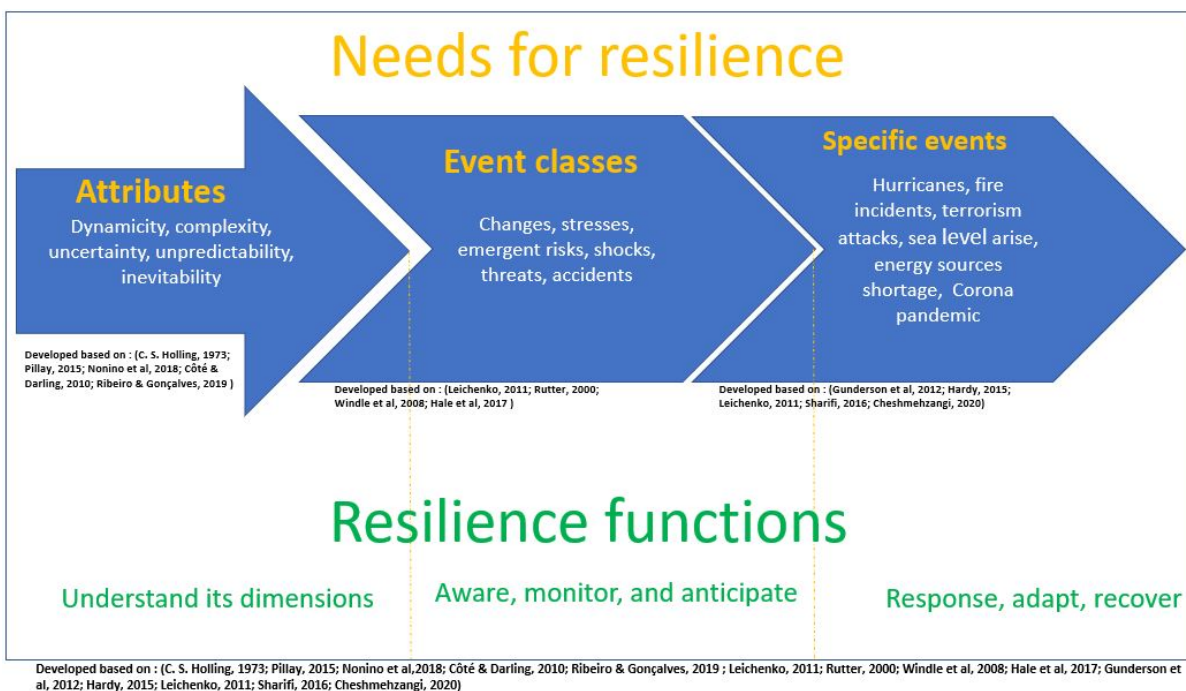 Needs for resilience
Attributes
Dynamicity, complexity,
uncertainty, unpredictability,
inevitability
Developed based on : (C. S. Holling, 1973;
Pillay, 2015; Nonino et al, 2018; Côté &
Darling, 2010; Ribeiro & Gonçalves, 2019 )
Event classes
Changes, stresses,
emergent risks, shocks,
threats, accidents
Developed based on : (Leichenko, 2011; Rutter, 2000;
Windle et al, 2008; Hale et al, 2017 )
Specific events
Hurricanes, fire
incidents, terrorism
attacks, sea level arise,
energy sources
shortage, Corona
pandemic
Developed based on : (Gunderson et al, 2012; Hardy, 2015;
Leichenko, 2011; Sharifi, 2016; Cheshmehzangi, 2020)
Resilience functions
Understand its dimensions
Aware, monitor, and anticipate
Response, adapt, recover
Developed based on : (C. S. Holling, 1973; Pillay, 2015; Nonino et al,2018; Côté & Darling, 2010; Ribeiro & Gonçalves, 2019 ; Leichenko, 2011; Rutter, 2000; Windle et al, 2008; Hale et al, 2017; Gunderson et
al, 2012; Hardy, 2015; Leichenko, 2011; Sharifi, 2016; Cheshmehzangi, 2020)